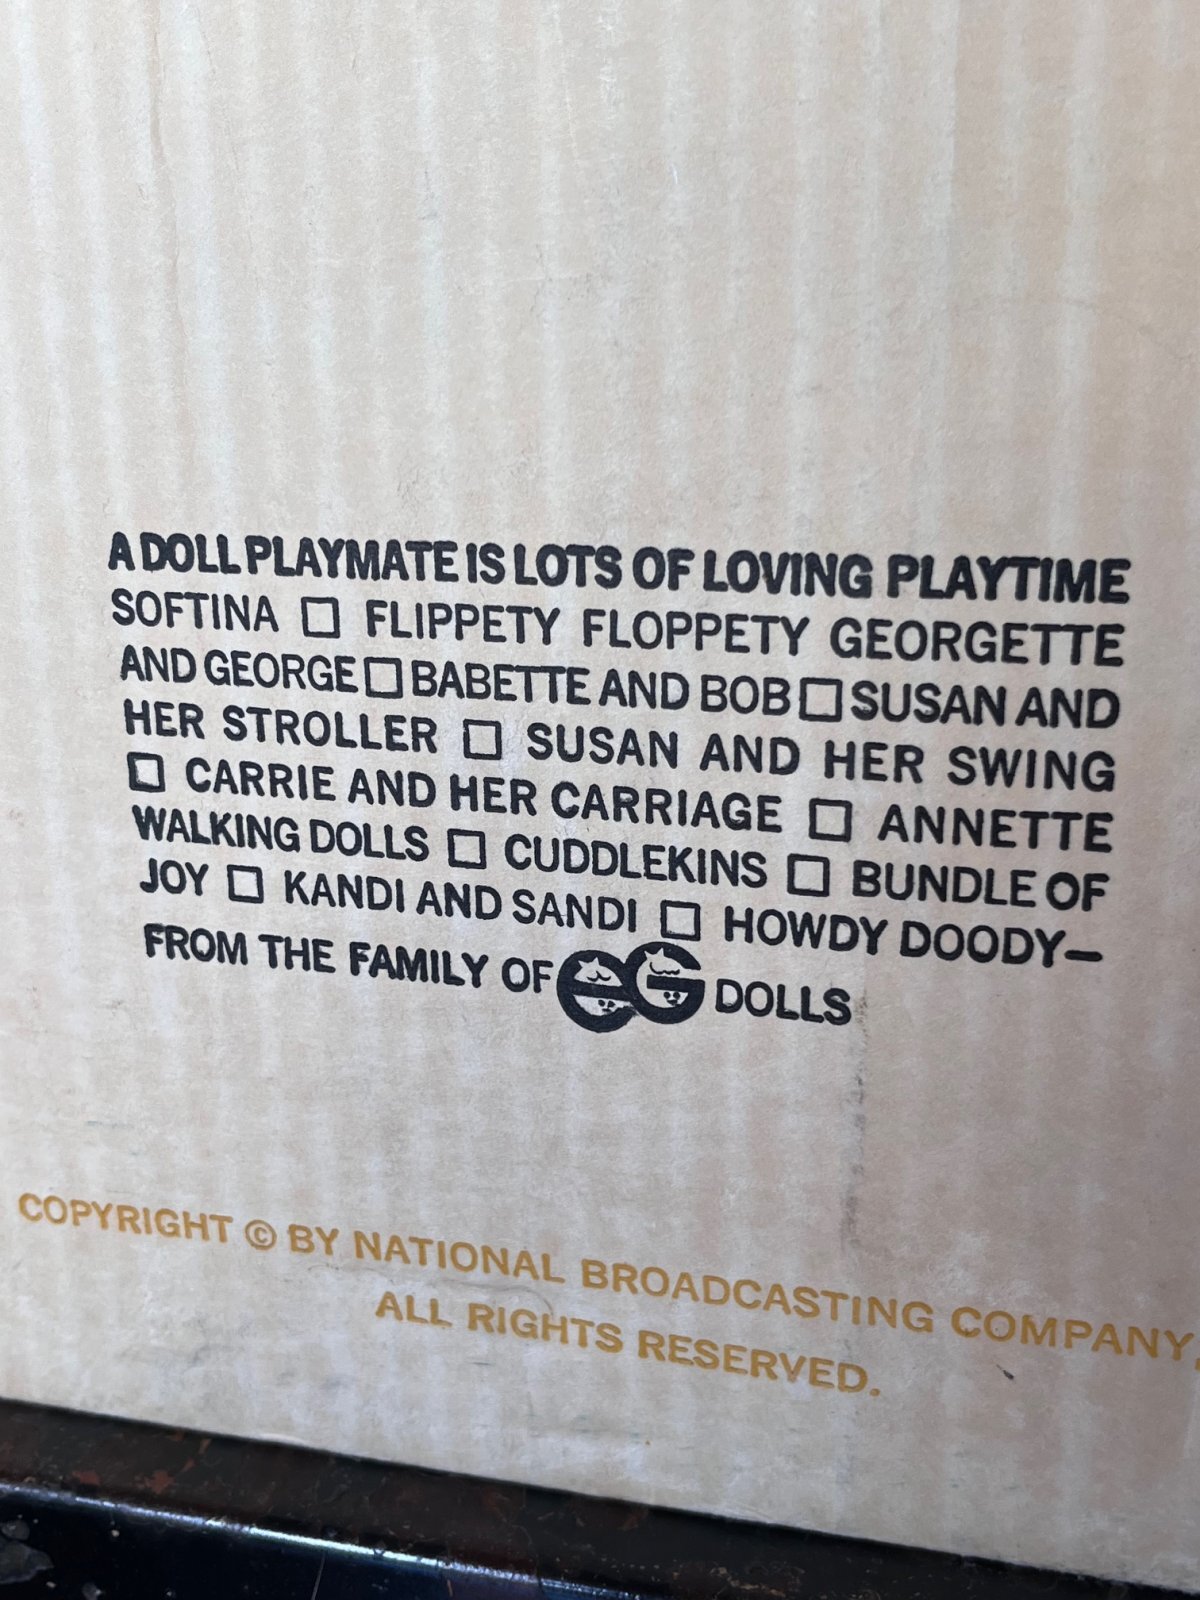 A DOLL PLAYMATE IS LOTS OF LOVING PLAYTIME
SOFTINA □ FLIPPETY FLOPPETY GEORGETTE
AND GEORGE □ BABETTE AND BOB □ SUSAN AND
HER STROLLER □ SUSAN AND HER SWING
□ CARRIE AND HER CARRIAGE □ ANNETTE
WALKING DOLLS □ CUDDLEKINS □ BUNDLE OF
JOY □ KANDI AND SANDI □ HOWDY DOODY—
FROM THE FAMILY OF eG DOLLS
COPYRIGHT © BY NATIONAL BROADCASTING COMPANY,
ALL RIGHTS RESERVED.